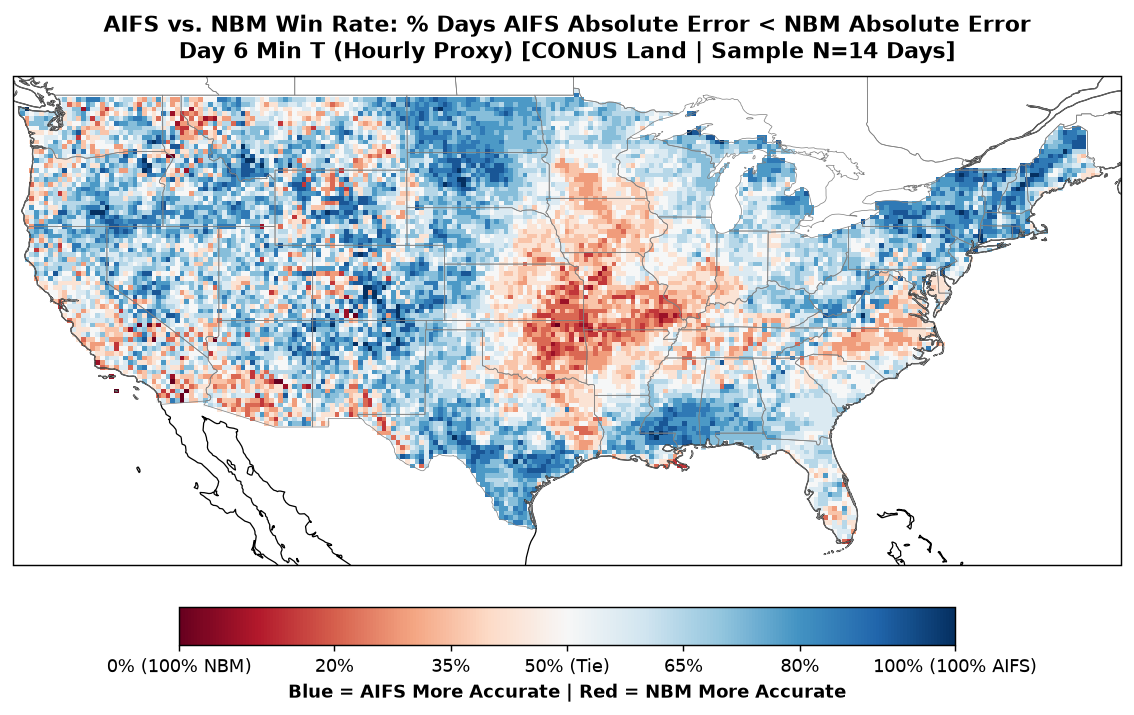 AIFS vs. NBM Win Rate: % Days AIFS Absolute Error < NBM Absolute Error
Day 6 Min T (Hourly Proxy) [CONUS Land | Sample N=14 Days]
0% (100% NBM) 20% 35% 50% (Tie) 65% 80% 100% (100% AIFS)
Blue = AIFS More Accurate | Red = NBM More Accurate